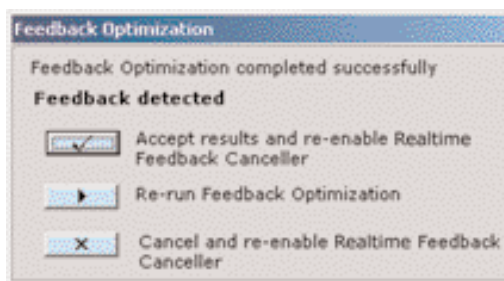 Feedback Optimization
Feedback Optimization completed successfully
Feedback detected
Accept results and re-enable Realtime
Feedback Canceller
Re-run Feedback Optimization
Cancel and re-enable Realtime Feedback
Canceller